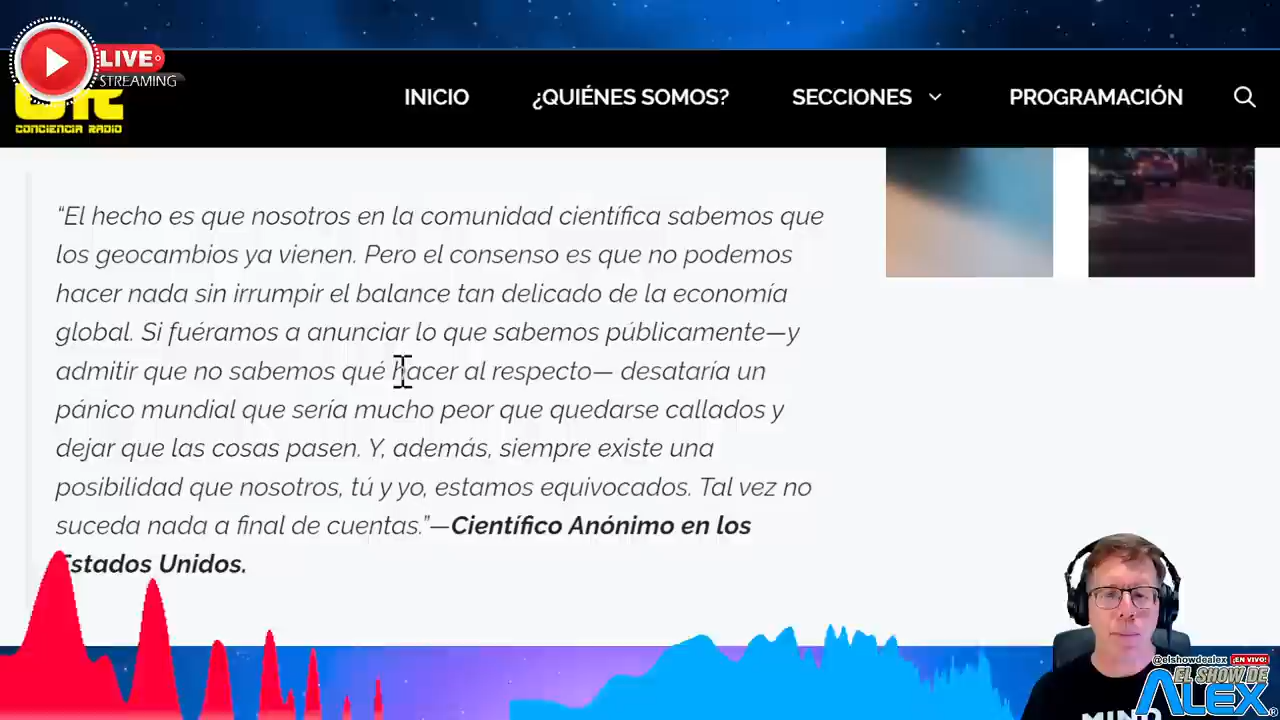 LIVE
STREAMING
CONCIENCIA RADIO
INICIO
¿QUIÉNES SOMOS?
SECCIONES
PROGRAMACIÓN
“El hecho es que nosotros en la comunidad científica sabemos que
los geocambios ya vienen. Pero el consenso es que no podemos
hacer nada sin irrumpir el balance tan delicado de la economía
global. Si fuéramos a anunciar lo que sabemos públicamente—y
admitir que no sabemos qué hacer al respecto— desataría un
pánico mundial que sería mucho peor que quedarse callados y
dejar que las cosas pasen. Y, además, siempre existe una
posibilidad que nosotros, tú y yo, estamos equivocados. Tal vez no
suceda nada a final de cuentas.”—Científico Anónimo en los
Estados Unidos.
@elshowdealex ¡EN VIVO!
EL SHOW DE
ALEX